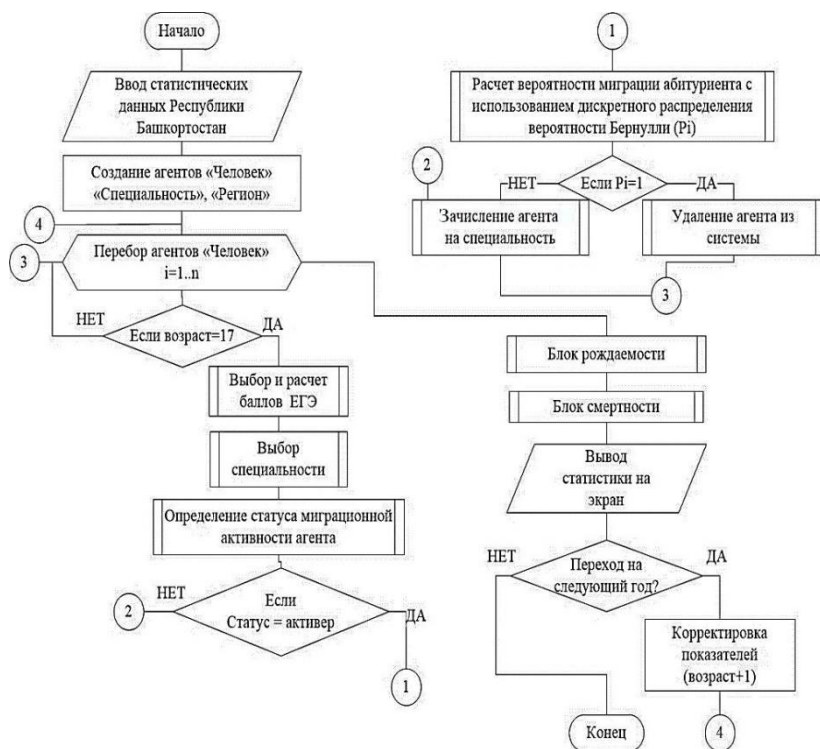 Начало
Ввод статистических
данных Республики
Башкортостан
Создание агентов «Человек»
«Специальность», «Регион»
4
3
Перебор агентов «Человек»
i=1..n
НЕТ
Если возраст=17
ДА
Выбор и расчет
баллов ЕГЭ
Выбор
специальности
Определение статуса миграционной
активности агента
НЕТ
2
Если
Статус = активер
ДА
1
1
Расчет вероятности миграции абитуриента с
использованием дискретного распределения
вероятности Бернулли (Pi)
2
НЕТ
Если Pi=1
ДА
Зачисление агента
на специальность
Удаление агента из
системы
3
Блок рождаемости
Блок смертности
Вывод
статистики на
экран
НЕТ
Переход на
следующий год?
ДА
Корректировка
показателей
(возраст+1)
Конец
4